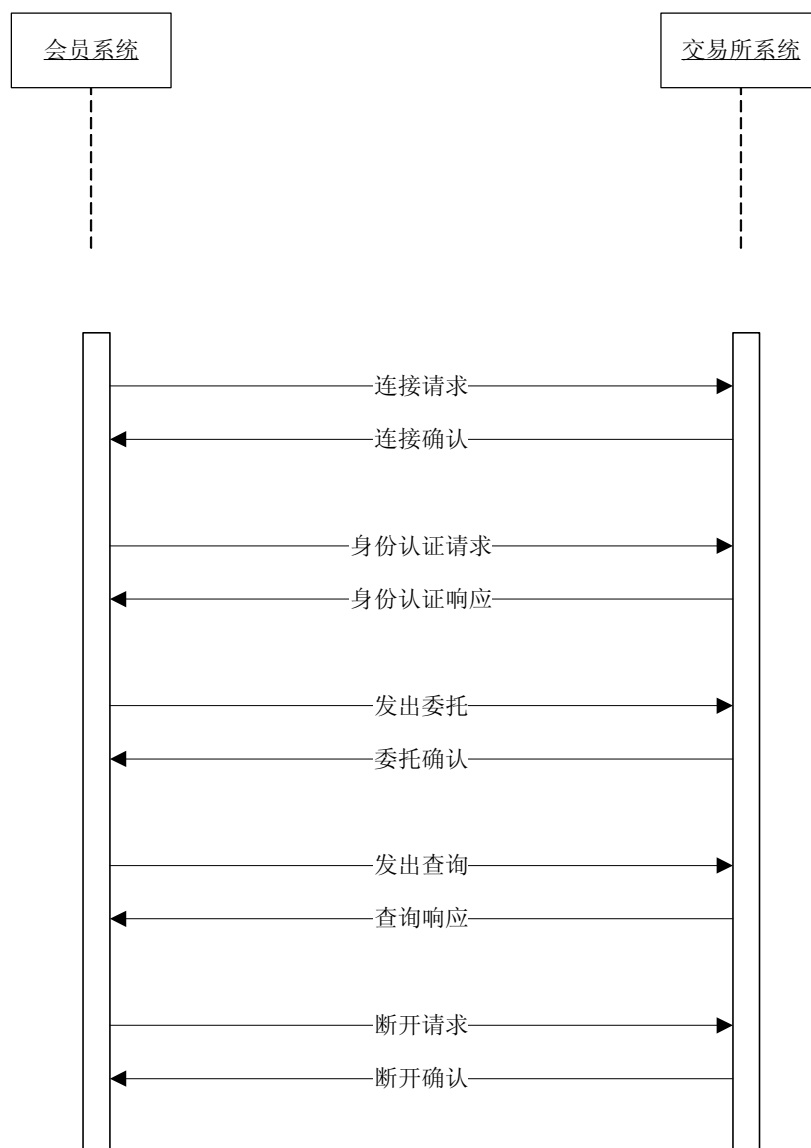 会员系统
交易所系统
连接请求
连接确认
身份认证请求
身份认证响应
发出委托
委托确认
发出查询
查询响应
断开请求
断开确认